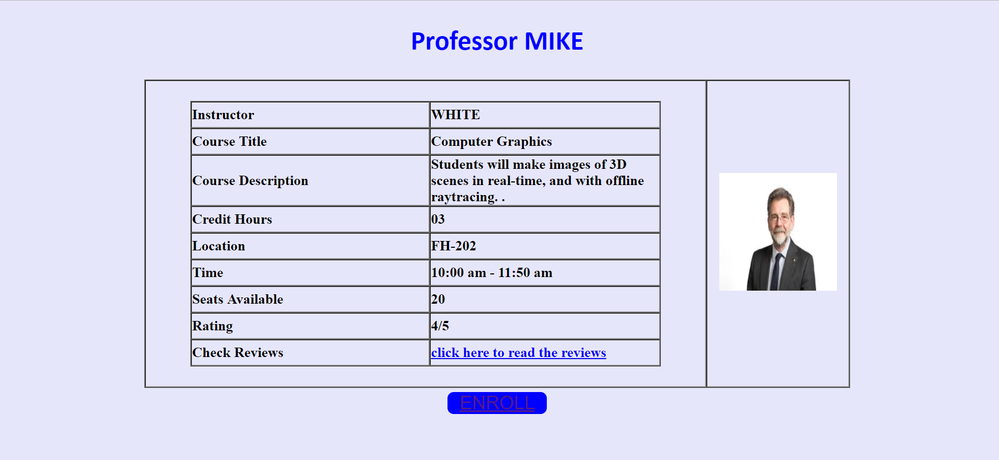 Professor MIKE
Instructor WHITE
Course Title Computer Graphics
Course Description Students will make images of 3D
scenes in real-time, and with offline
raytracing. .
Credit Hours 03
Location FH-202
Time 10:00 am - 11:50 am
Seats Available 20
Rating 4/5
Check Reviews click here to read the reviews
ENROLL